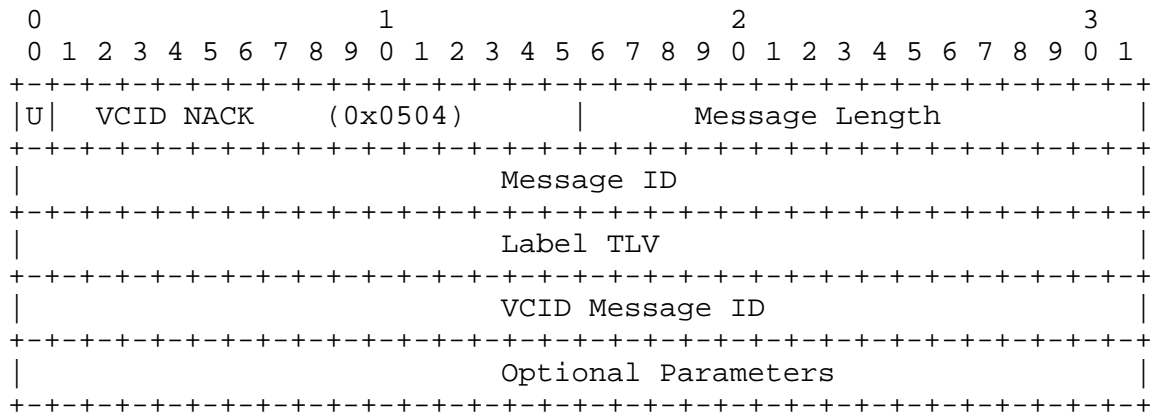 0                   1                   2                   3
 0 1 2 3 4 5 6 7 8 9 0 1 2 3 4 5 6 7 8 9 0 1 2 3 4 5 6 7 8 9 0 1
+-+-+-+-+-+-+-+-+-+-+-+-+-+-+-+-+-+-+-+-+-+-+-+-+-+-+-+-+-+-+-+-+
|U|  VCID NACK    (0x0504)      |      Message Length           |
+-+-+-+-+-+-+-+-+-+-+-+-+-+-+-+-+-+-+-+-+-+-+-+-+-+-+-+-+-+-+-+-+
|                          Message ID                           |
+-+-+-+-+-+-+-+-+-+-+-+-+-+-+-+-+-+-+-+-+-+-+-+-+-+-+-+-+-+-+-+-+
|                          Label TLV                            |
+-+-+-+-+-+-+-+-+-+-+-+-+-+-+-+-+-+-+-+-+-+-+-+-+-+-+-+-+-+-+-+-+
|                          VCID Message ID                      |
+-+-+-+-+-+-+-+-+-+-+-+-+-+-+-+-+-+-+-+-+-+-+-+-+-+-+-+-+-+-+-+-+
|                          Optional Parameters                  |
+-+-+-+-+-+-+-+-+-+-+-+-+-+-+-+-+-+-+-+-+-+-+-+-+-+-+-+-+-+-+-+-+